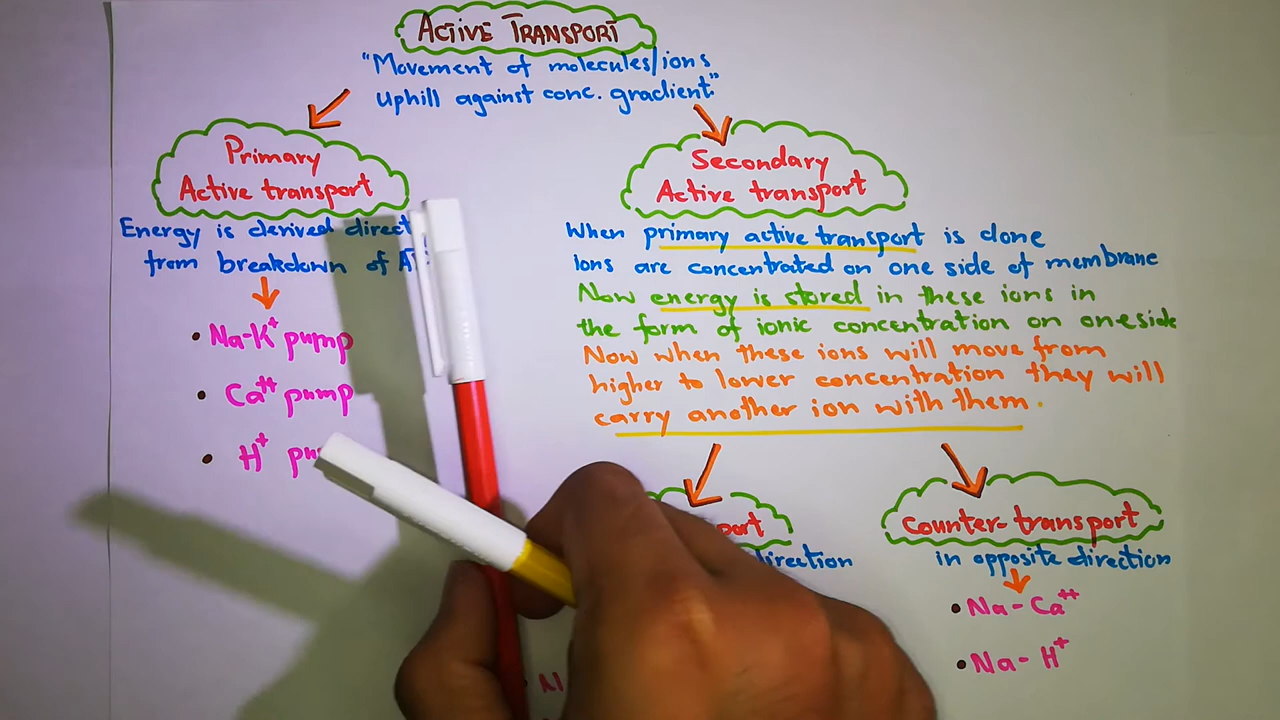 ACTIVE TRANSPORT
"Movement of molecules/ions
Uphill against conc. gradient"
Primary
Active transport
Energy is derived direct
from breakdown of
• Na-K⁺ pump
• Ca⁺⁺ pump
• H⁺
Secondary
Active transport
When primary active transport is done
ions are concentrated on one side of membrane
Now energy is stored in these ions in
the form of ionic concentration on oneside
Now when these ions will move from
higher to lower concentration they will
carry another ion with them.
direction
Counter-transport
in opposite direction
• Na-Ca⁺⁺
• Na-H⁺